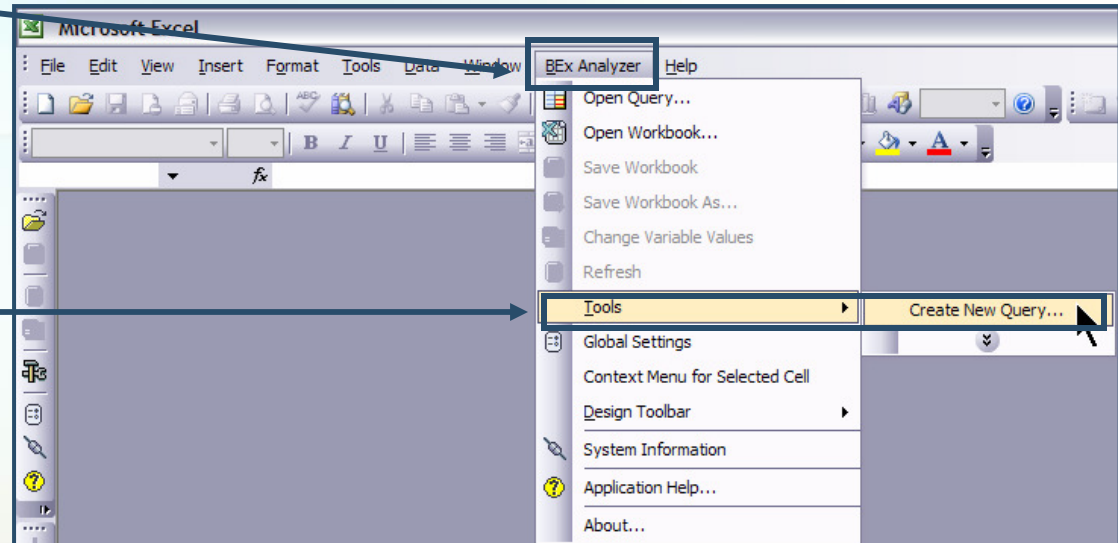 Microsoft Excel
File Edit View Insert Format Tools Data Window BEx Analyzer Help
Open Query...
ABC
Open Workbook...
B I U A
Save Workbook
fx
Save Workbook As...
Change Variable Values
Refresh
Tools Create New Query...
Global Settings
Context Menu for Selected Cell
Design Toolbar
System Information
Application Help...
About...